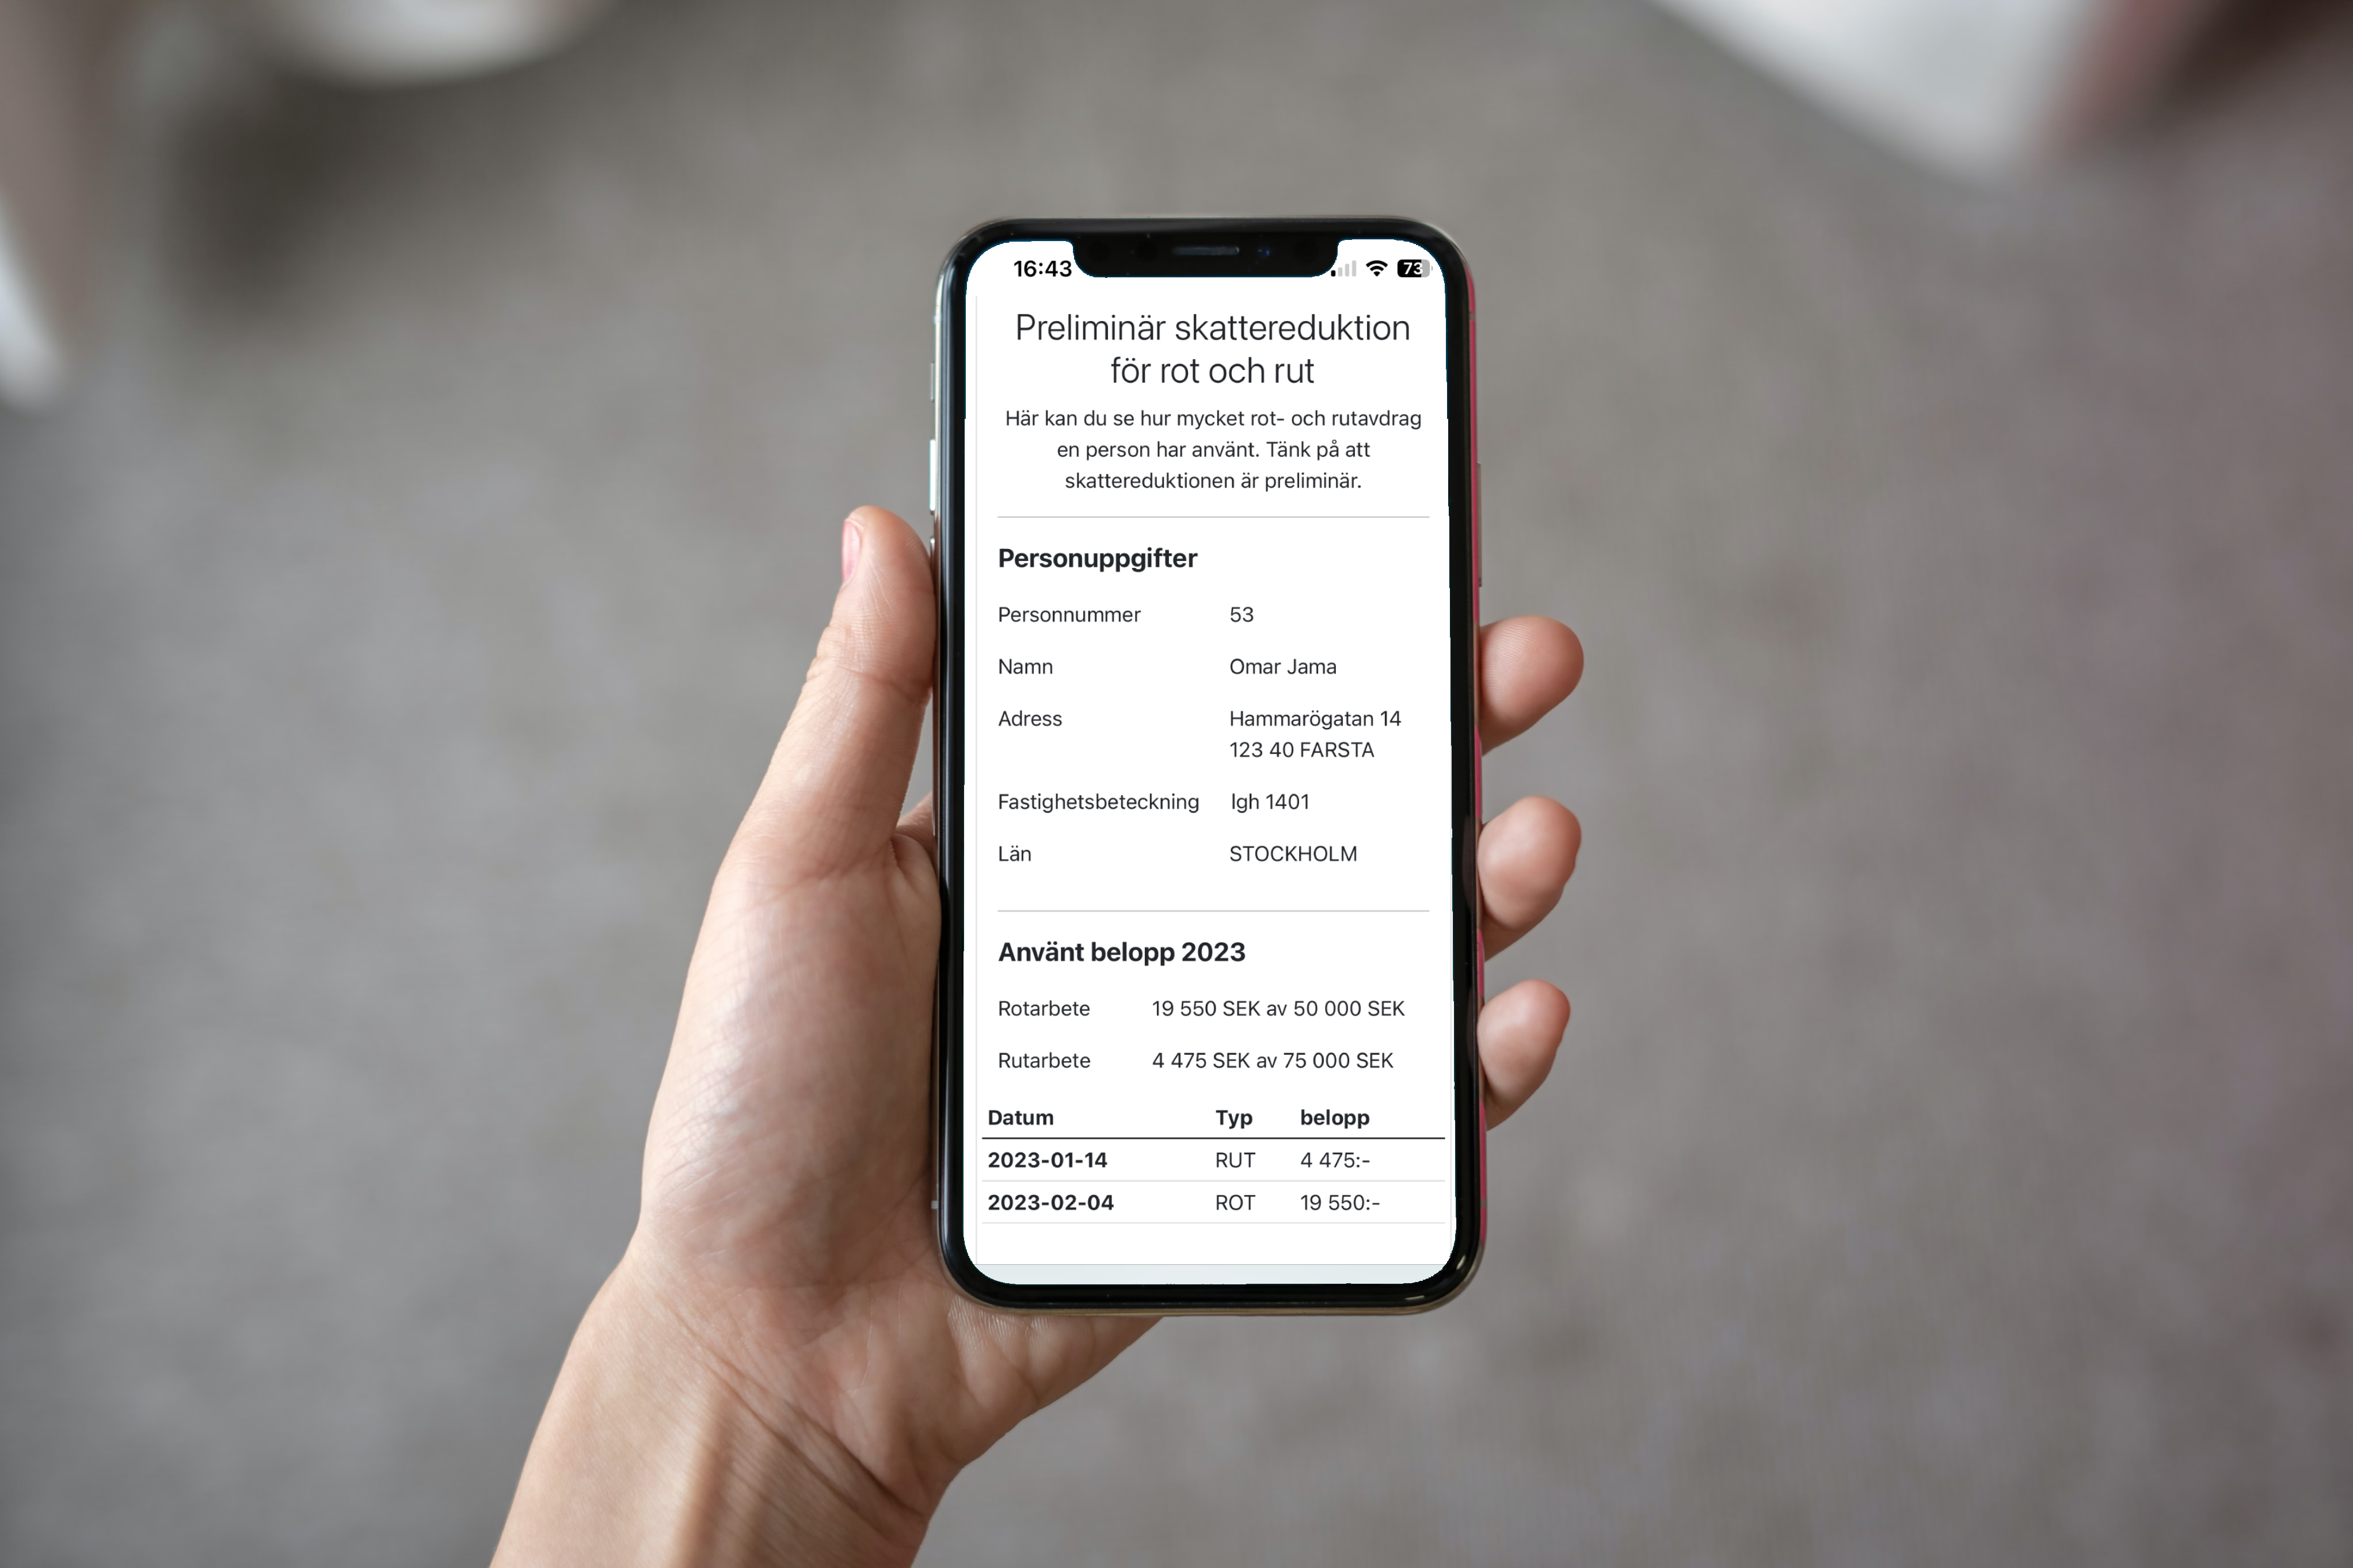 16:43
73
Preliminär skattereduktion
för rot och rut
Här kan du se hur mycket rot- och rutavdrag
en person har använt. Tänk på att
skattereduktionen är preliminär.
Personuppgifter
Personnummer 53
Namn Omar Jama
Adress Hammarögatan 14
123 40 FARSTA
Fastighetsbeteckning lgh 1401
Län STOCKHOLM
Använt belopp 2023
Rotarbete 19 550 SEK av 50 000 SEK
Rutarbete 4 475 SEK av 75 000 SEK
Datum Typ belopp
2023-01-14 RUT 4 475:-
2023-02-04 ROT 19 550:-